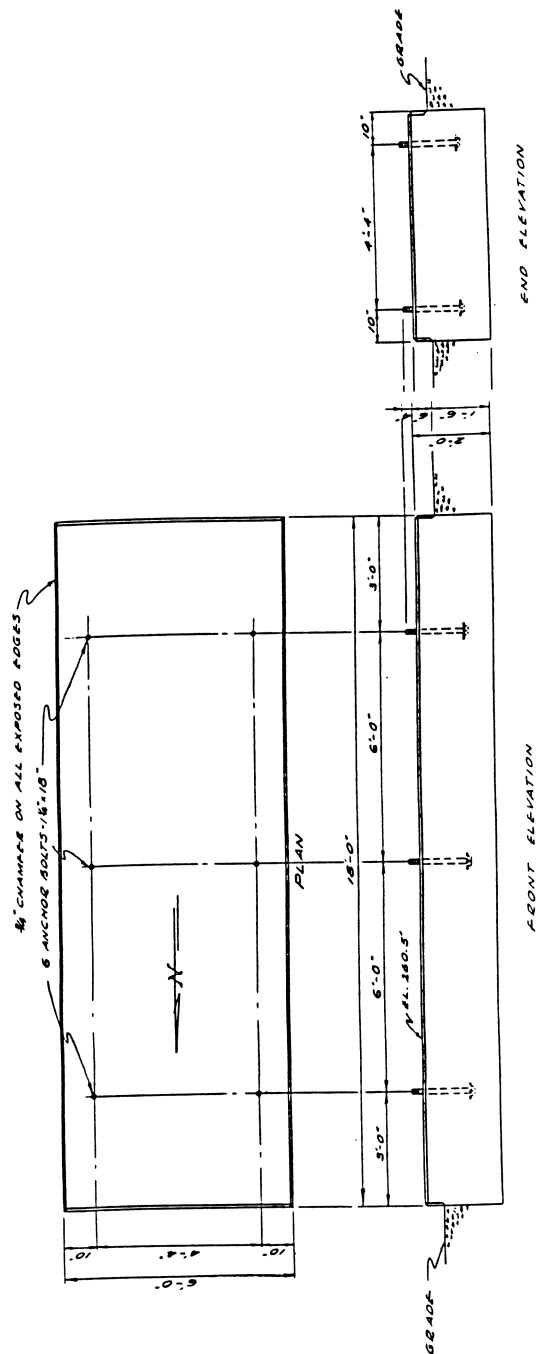 ¾" CHAMFER ON ALL EXPOSED EDGES
6 ANCHOR BOLTS-1⅛"x18"
N
PLAN
10"
4'-4"
10"
6'-0"
18'-0"
3'-0"
6'-0"
6'-0"
3'-0"
EL. 260.5'
GRADE
FRONT ELEVATION
2'-0"
1'-6"
6"
10"
4'-4"
10"
GRADE
END ELEVATION